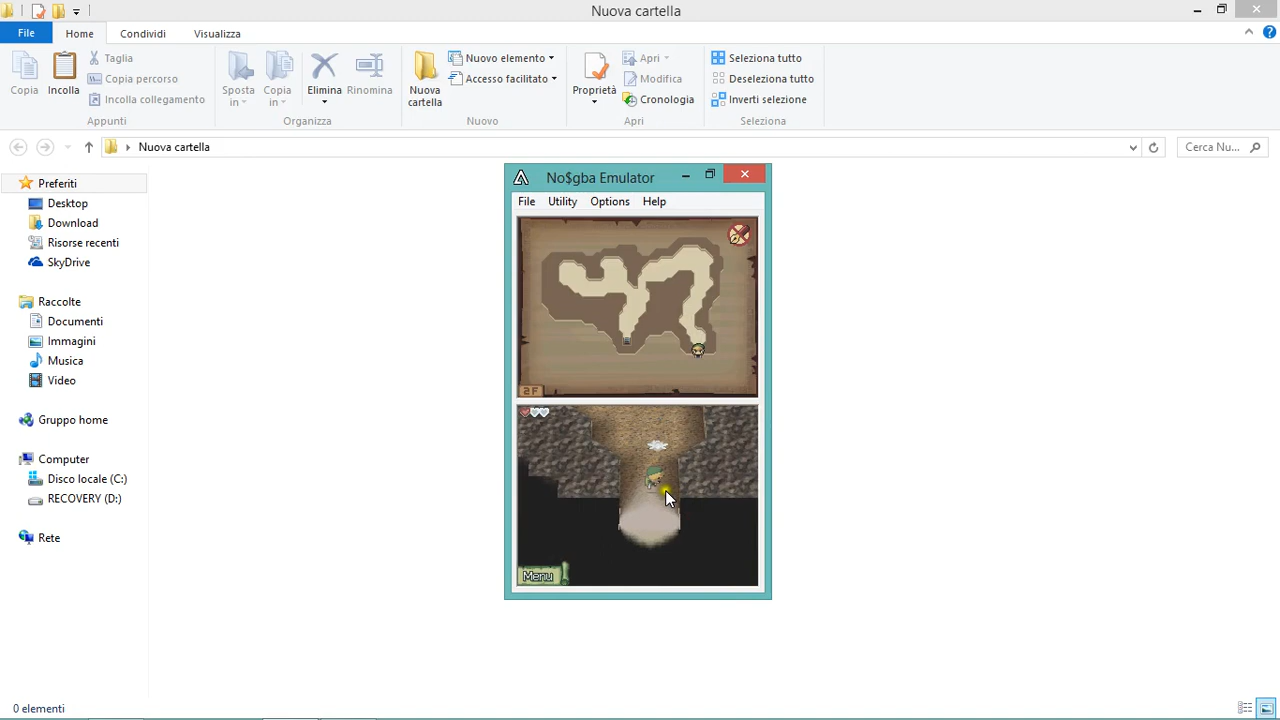 Nuova cartella
File Home Condividi Visualizza
Copia
Incolla
Taglia
Copia percorso
Incolla collegamento
Appunti
Sposta in
Copia in
Elimina
Rinomina
Organizza
Nuova cartella
Nuovo elemento
Accesso facilitato
Nuovo
Proprietà
Apri
Modifica
Cronologia
Apri
Seleziona tutto
Deseleziona tutto
Inverti selezione
Seleziona
Nuova cartella
Cerca Nu...
Preferiti
Desktop
Download
Risorse recenti
SkyDrive
Raccolte
Documenti
Immagini
Musica
Video
Gruppo home
Computer
Disco locale (C:)
RECOVERY (D:)
Rete
No$gba Emulator
File Utility Options Help
2F
Menu
0 elementi